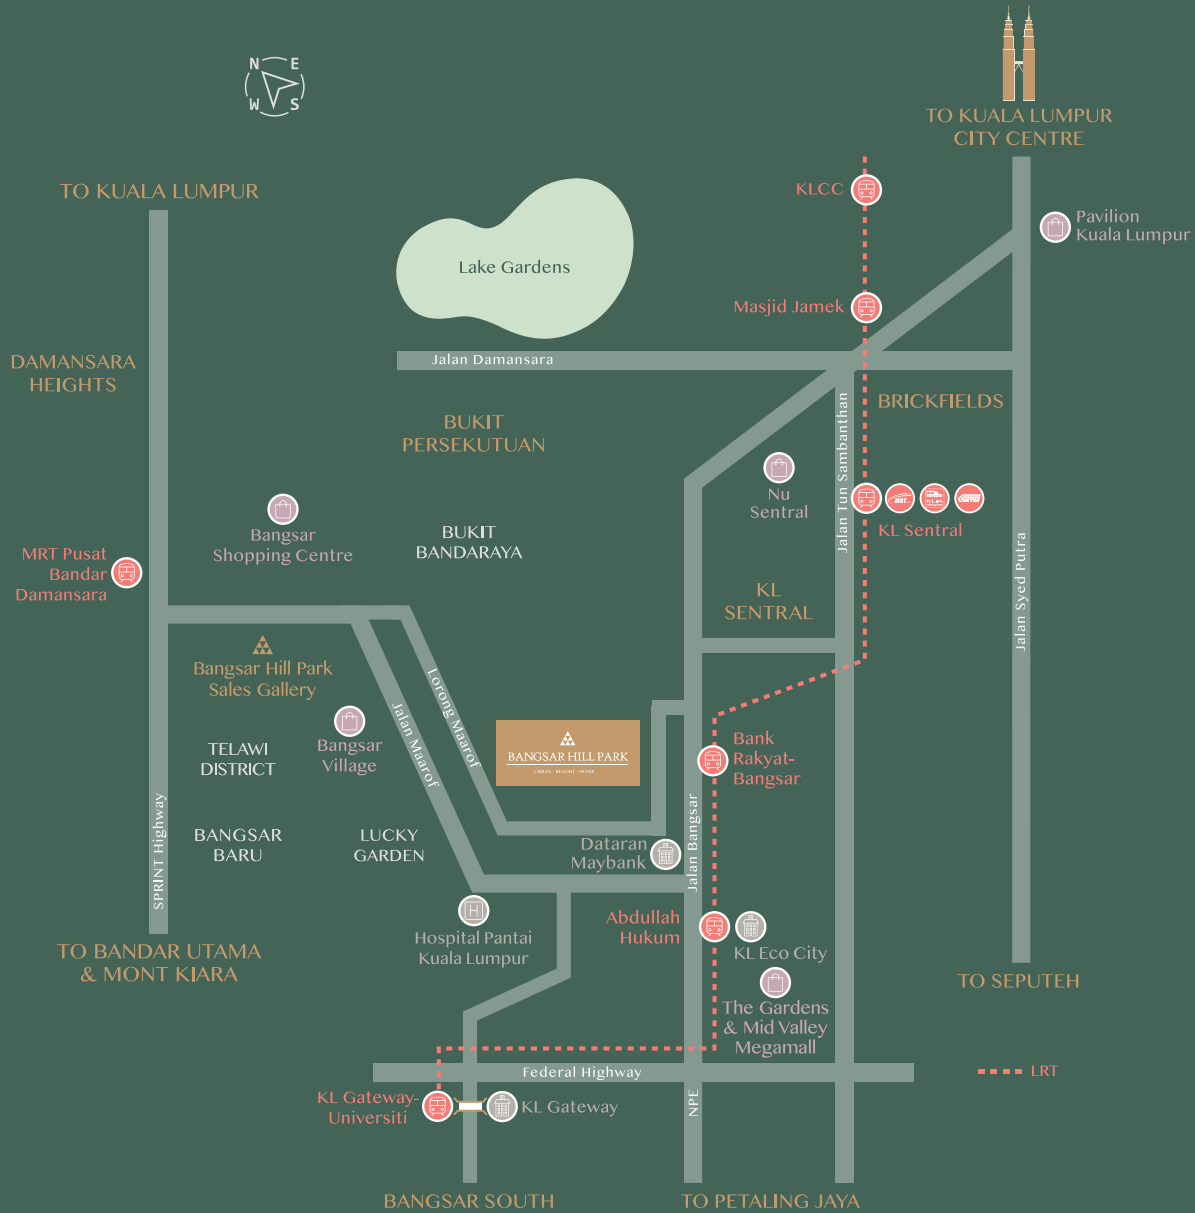 N E
W S
TO KUALA LUMPUR
CITY CENTRE
TO KUALA LUMPUR
KLCC
Pavilion
Kuala Lumpur
Lake Gardens
Masjid Jamek
Jalan Damansara
DAMANSARA
HEIGHTS
BRICKFIELDS
BUKIT
PERSEKUTUAN
Jalan Tun Sambanthan
Nu
Sentral
MRT
KLIA
KL Sentral
Bangsar
Shopping Centre
BUKIT
BANDARAYA
MRT Pusat
Bandar
Damansara
Jalan Syed Putra
KL
SENTRAL
Bangsar Hill Park
Sales Gallery
Lorong Maarof
Jalan Maarof
Bangsar
Village
TELAWI
DISTRICT
BANGSAR HILL PARK
URBAN . RESORT . HOME
Bank
Rakyat-
Bangsar
SPRINT Highway
BANGSAR
BARU
LUCKY
GARDEN
Dataran
Maybank
Jalan Bangsar
Abdullah
Hukum
H
Hospital Pantai
Kuala Lumpur
KL Eco City
TO BANDAR UTAMA
& MONT KIARA
TO SEPUTEH
The Gardens
& Mid Valley
Megamall
Federal Highway
LRT
KL Gateway-
Universiti
KL Gateway
NPE
BANGSAR SOUTH
TO PETALING JAYA